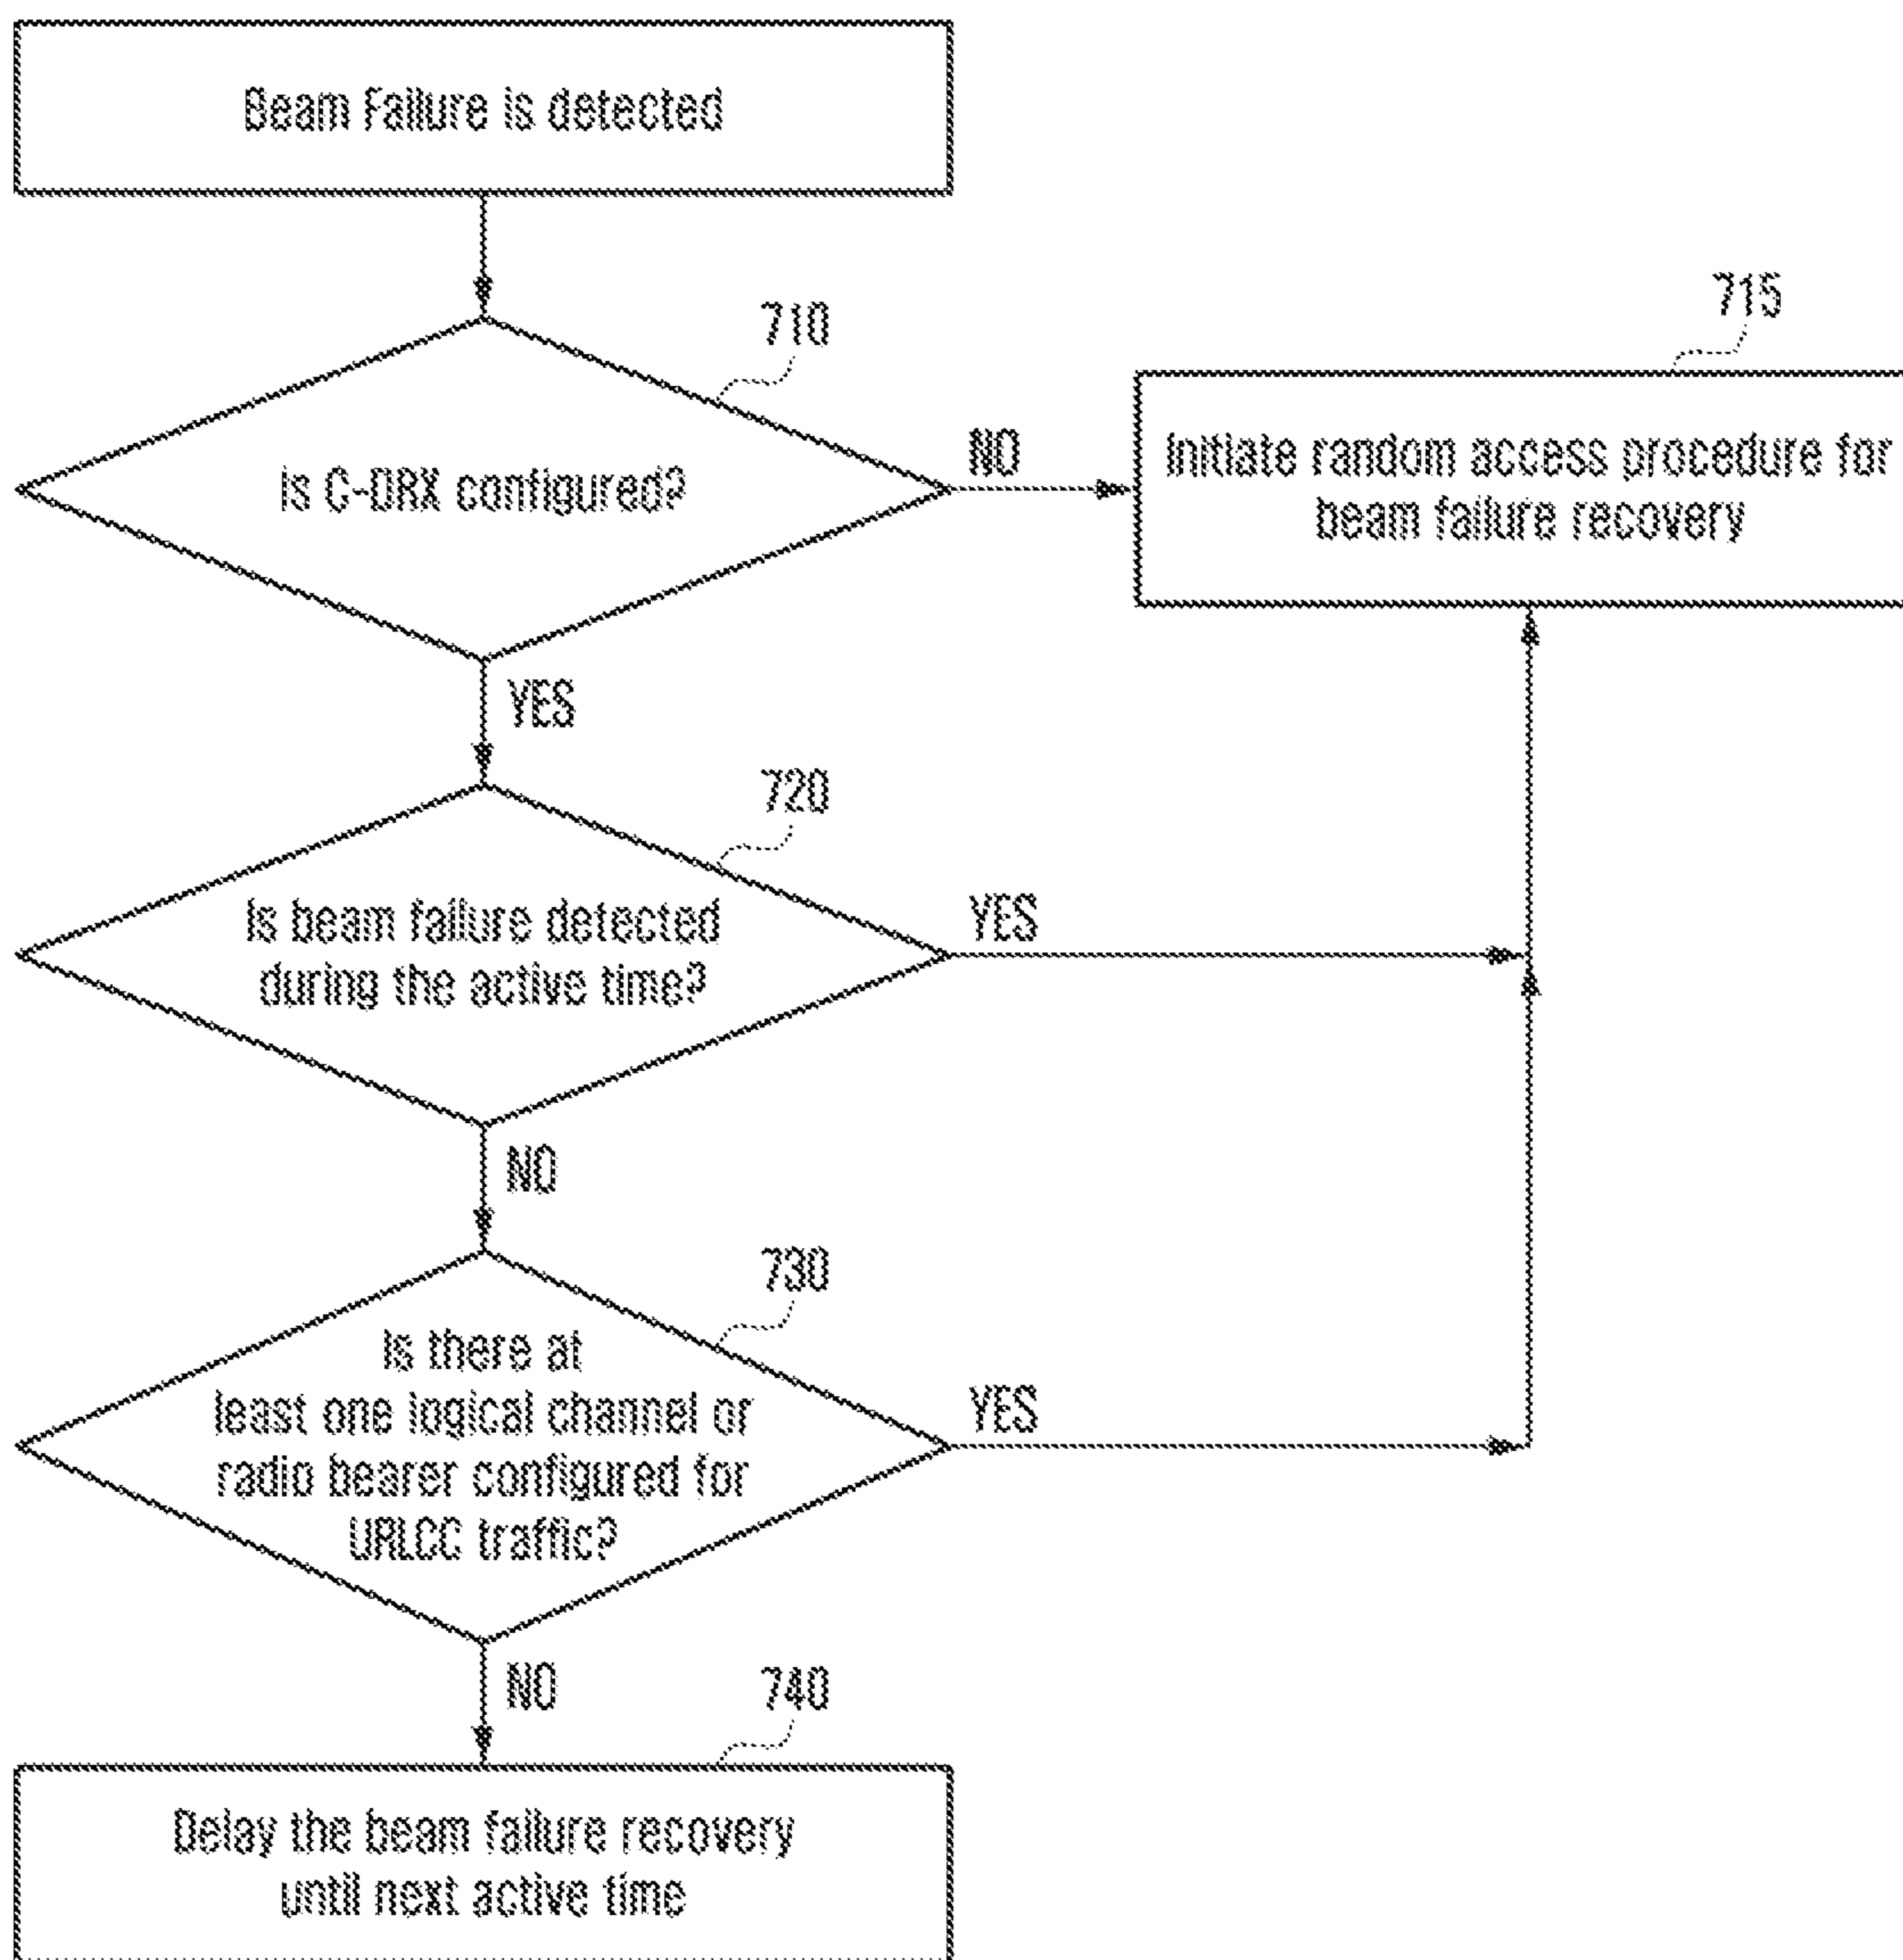 Beam Failure is detected
710
Is C-DRX configured?
NO
715
Initiate random access procedure for
beam failure recovery
YES
720
Is beam failure detected
during the active time?
YES
NO
730
Is there at
least one logical channel or
radio bearer configured for
URLCC traffic?
YES
NO
740
Delay the beam failure recovery
until next active time